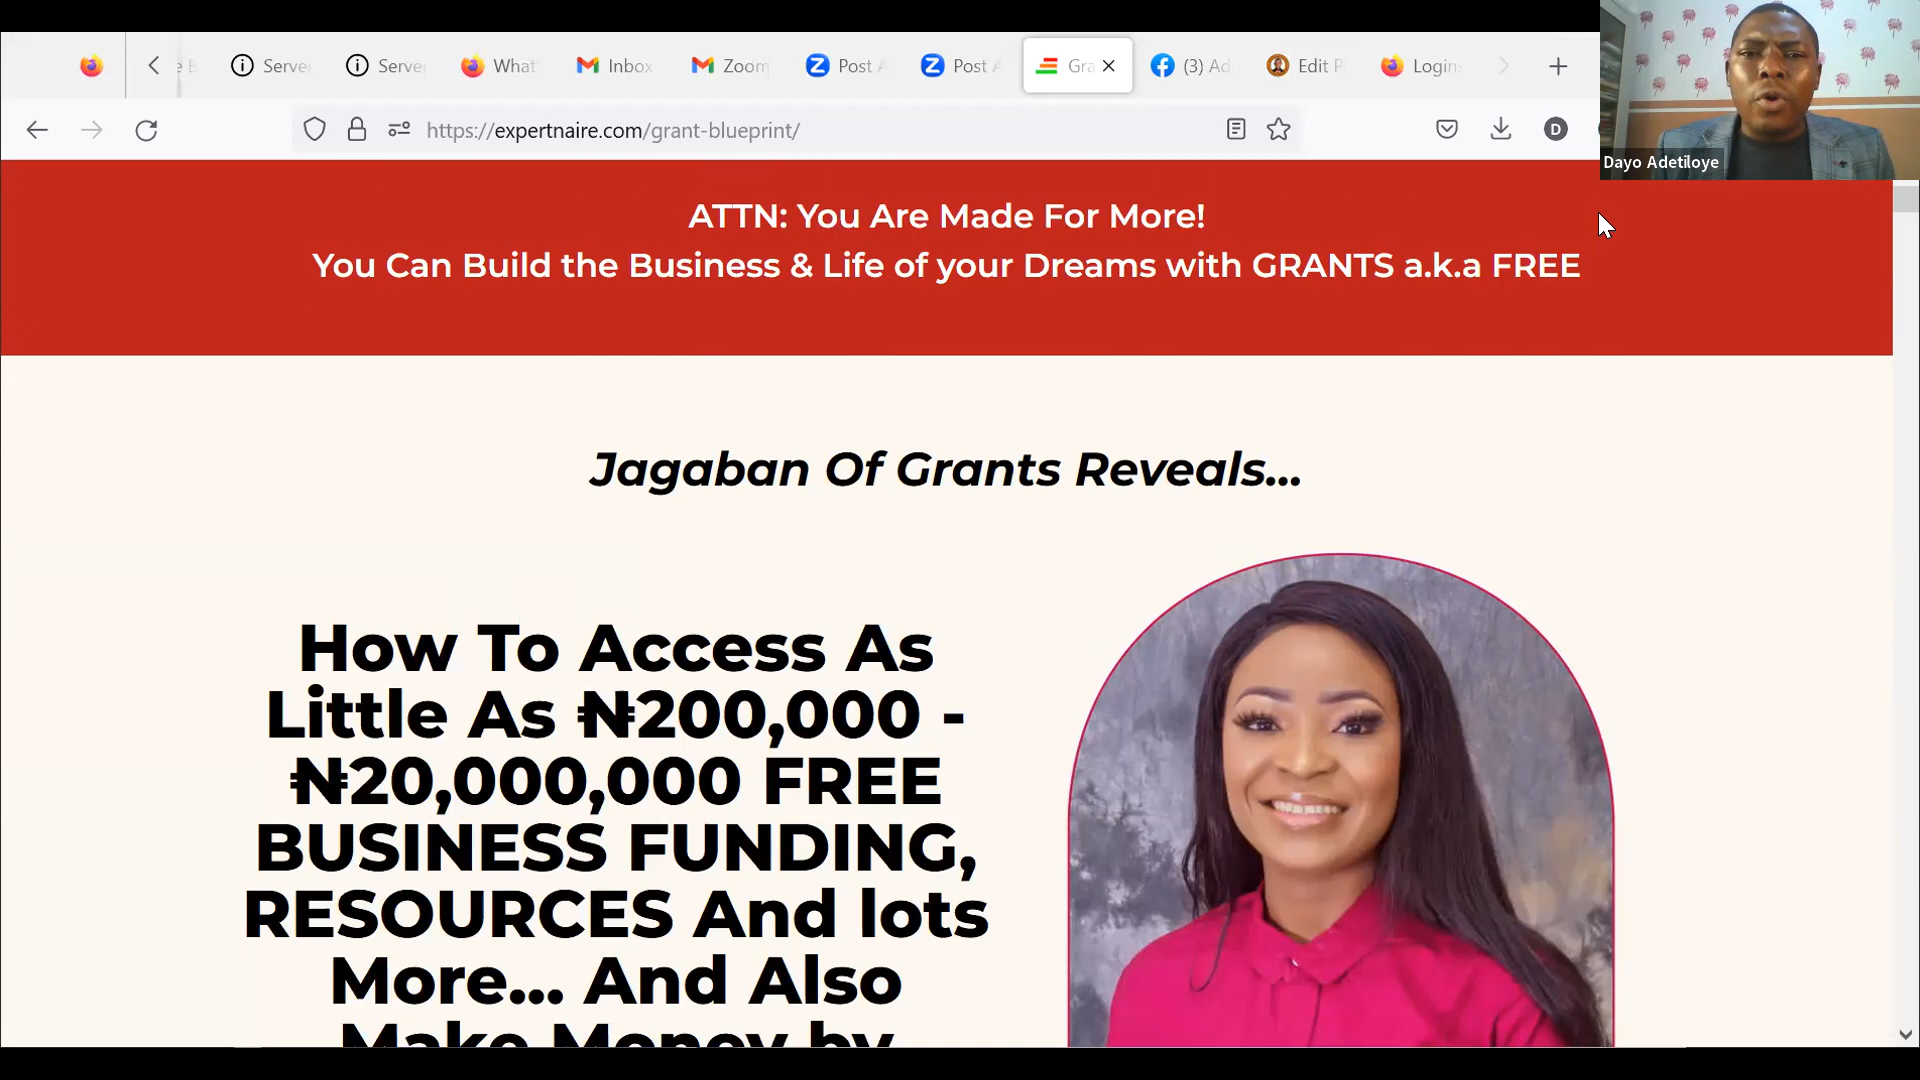 Serve
Serve
What
Inbox
Zoom
Post A
Post A
Gra
(3) Ad
Edit P
Login
https://expertnaire.com/grant-blueprint/
D
Dayo Adetiloye
ATTN: You Are Made For More!
You Can Build the Business & Life of your Dreams with GRANTS a.k.a FREE
Jagaban Of Grants Reveals...
How To Access As
Little As ₦200,000 -
₦20,000,000 FREE
BUSINESS FUNDING,
RESOURCES And lots
More... And Also
Make Money by